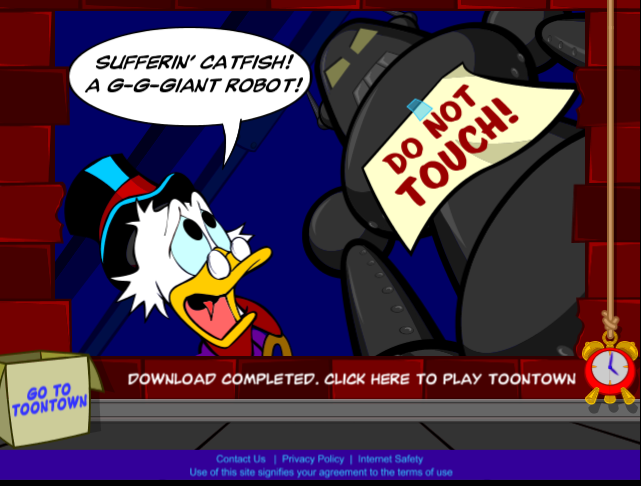 SUFFERIN' CATFISH!
A G-G-GIANT ROBOT!
DO NOT
TOUCH!
GO TO
TOONTOWN
DOWNLOAD COMPLETED. CLICK HERE TO PLAY TOONTOWN
Contact Us | Privacy Policy | Internet Safety
Use of this site signifies your agreement to the terms of use